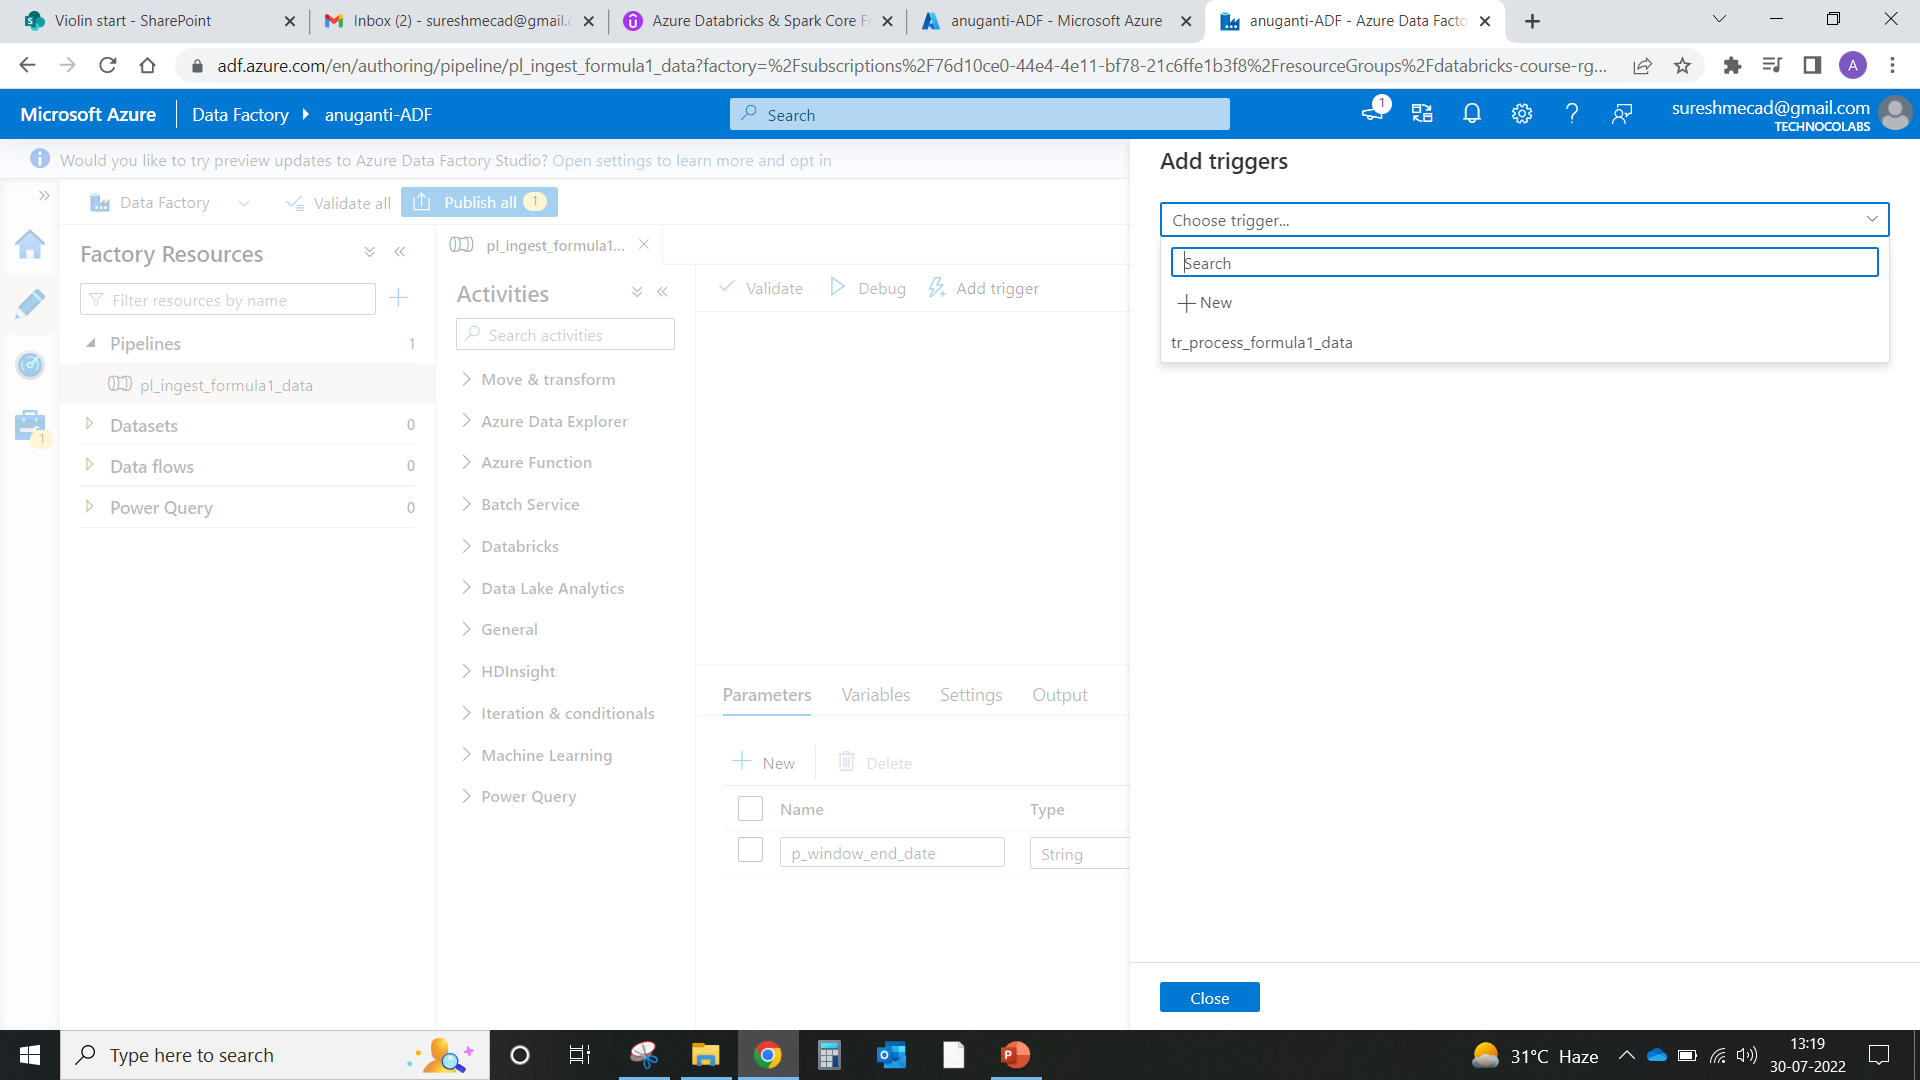 Violin start - SharePoint
Inbox (2) - sureshmecad@gmail.c
Azure Databricks & Spark Core Fo
anuganti-ADF - Microsoft Azure
anuganti-ADF - Azure Data Facto
adf.azure.com/en/authoring/pipeline/pl_ingest_formula1_data?factory=%2Fsubscriptions%2F76d10ce0-44e4-4e11-bf78-21c6ffe1b3f8%2FresourceGroups%2Fdatabricks-course-rg...
A
Microsoft Azure
Data Factory
anuganti-ADF
Search
1
sureshmecad@gmail.com
TECHNOCOLABS
Would you like to try preview updates to Azure Data Factory Studio? Open settings to learn more and opt in
Data Factory
Validate all
Publish all 1
Factory Resources
Filter resources by name
Pipelines 1
pl_ingest_formula1_data
Datasets 0
Data flows 0
Power Query 0
1
pl_ingest_formula1...
Activities
Search activities
Move & transform
Azure Data Explorer
Azure Function
Batch Service
Databricks
Data Lake Analytics
General
HDInsight
Iteration & conditionals
Machine Learning
Power Query
Validate
Debug
Add trigger
Parameters
Variables
Settings
Output
New
Delete
Name
Type
p_window_end_date
String
Add triggers
Choose trigger...
Search
New
tr_process_formula1_data
Close
Type here to search
31°C Haze
13:19
30-07-2022